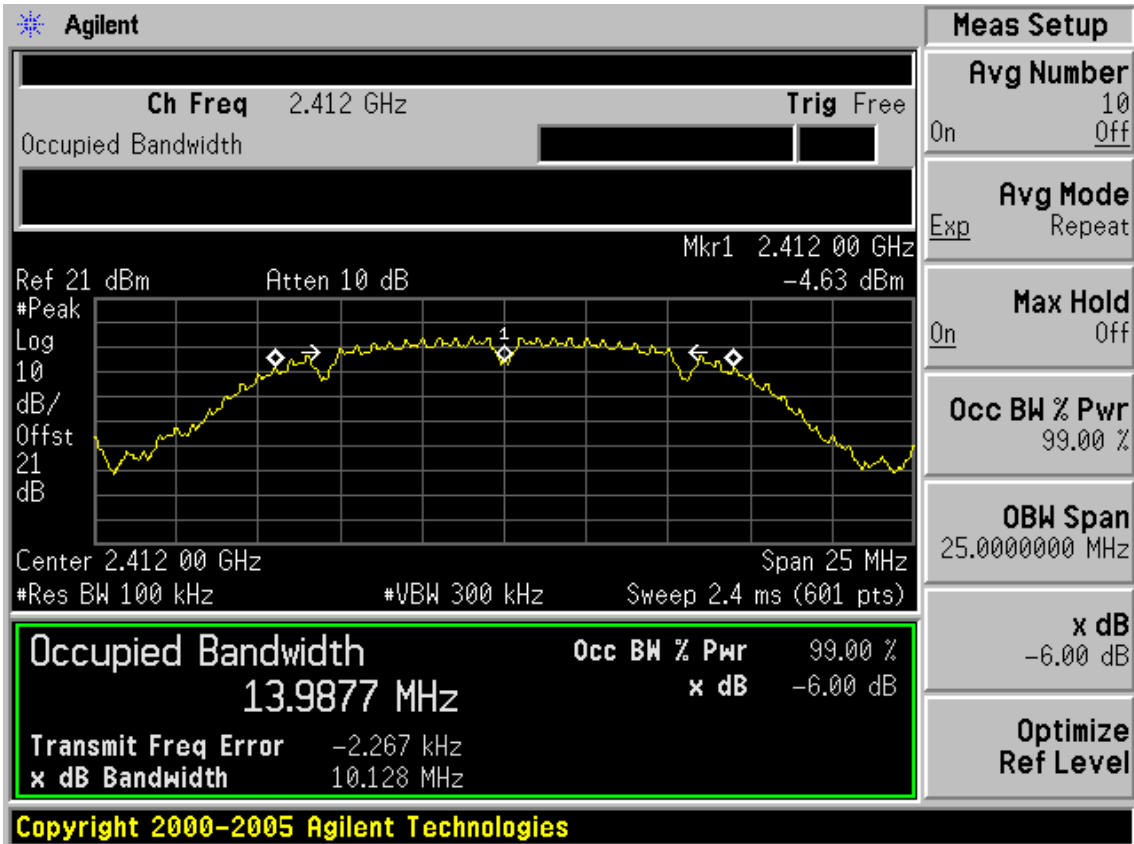 Agilent
Meas Setup
Ch Freq 2.412 GHz Trig Free
Occupied Bandwidth
Mkr1 2.412 00 GHz
Ref 21 dBm Atten 10 dB -4.63 dBm
#Peak
Log
10
dB/
Offst
21
dB
1
Center 2.412 00 GHz Span 25 MHz
#Res BW 100 kHz #VBW 300 kHz Sweep 2.4 ms (601 pts)
Occupied Bandwidth
13.9877 MHz
Occ BW % Pwr 99.00 %
x dB -6.00 dB
Transmit Freq Error -2.267 kHz
x dB Bandwidth 10.128 MHz
Avg Number
10
On Off
Avg Mode
Exp Repeat
Max Hold
On Off
Occ BW % Pwr
99.00 %
OBW Span
25.0000000 MHz
x dB
-6.00 dB
Optimize
Ref Level
Copyright 2000-2005 Agilent Technologies